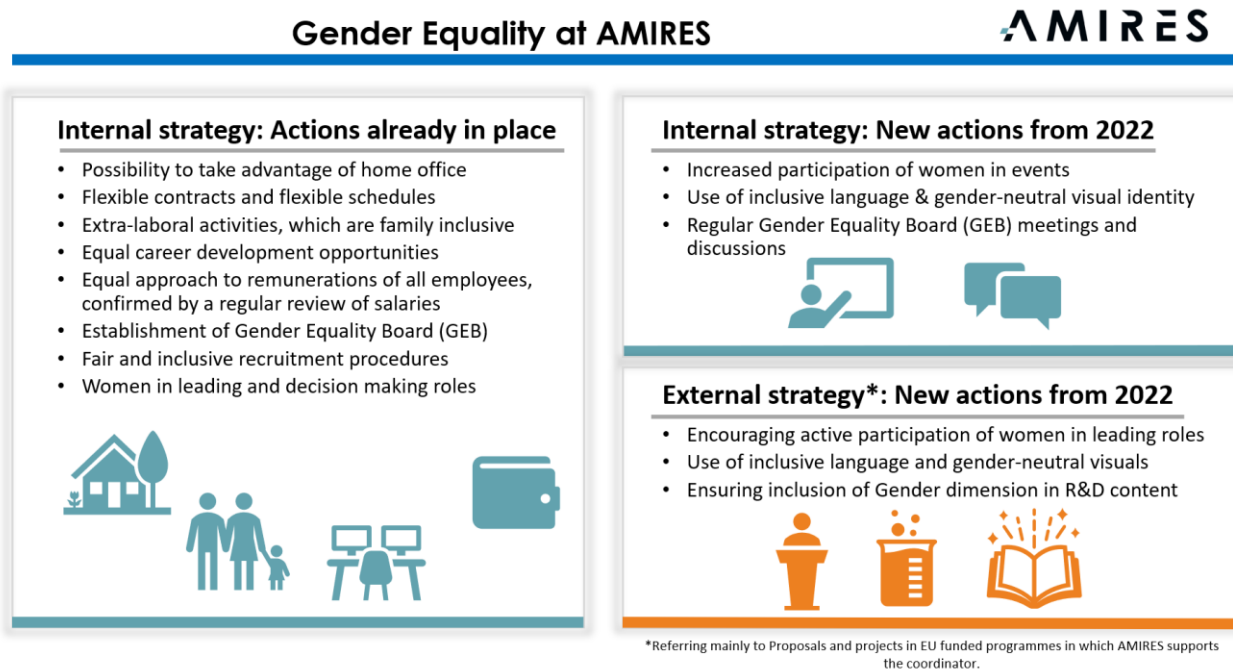 Gender Equality at AMIRES
AMIRES
Internal strategy: Actions already in place
• Possibility to take advantage of home office
• Flexible contracts and flexible schedules
• Extra-laboral activities, which are family inclusive
• Equal career development opportunities
• Equal approach to remunerations of all employees,
confirmed by a regular review of salaries
• Establishment of Gender Equality Board (GEB)
• Fair and inclusive recruitment procedures
• Women in leading and decision making roles
Internal strategy: New actions from 2022
• Increased participation of women in events
• Use of inclusive language & gender-neutral visual identity
• Regular Gender Equality Board (GEB) meetings and
discussions
External strategy*: New actions from 2022
• Encouraging active participation of women in leading roles
• Use of inclusive language and gender-neutral visuals
• Ensuring inclusion of Gender dimension in R&D content
*Referring mainly to Proposals and projects in EU funded programmes in which AMIRES supports
the coordinator.